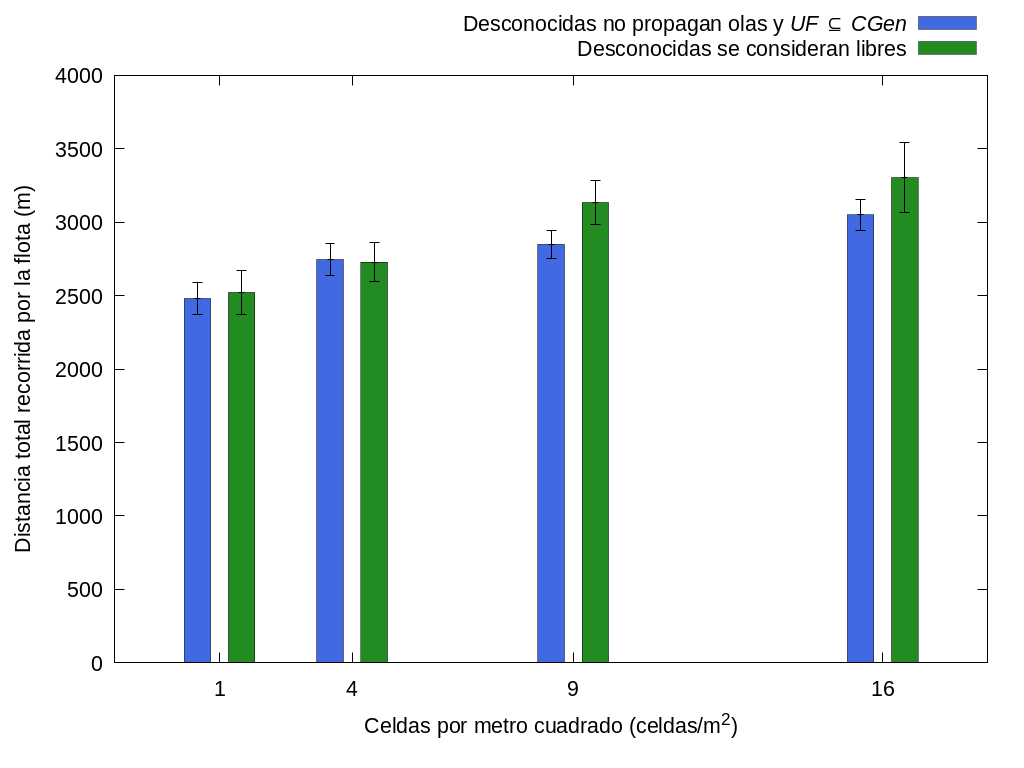 Desconocidas no propagan olas y UF ⊆ CGen
Desconocidas se consideran libres
4000
3500
3000
2500
2000
1500
1000
500
0
Distancia total recorrida por la flota (m)
1 4 9 16
Celdas por metro cuadrado (celdas/m²)